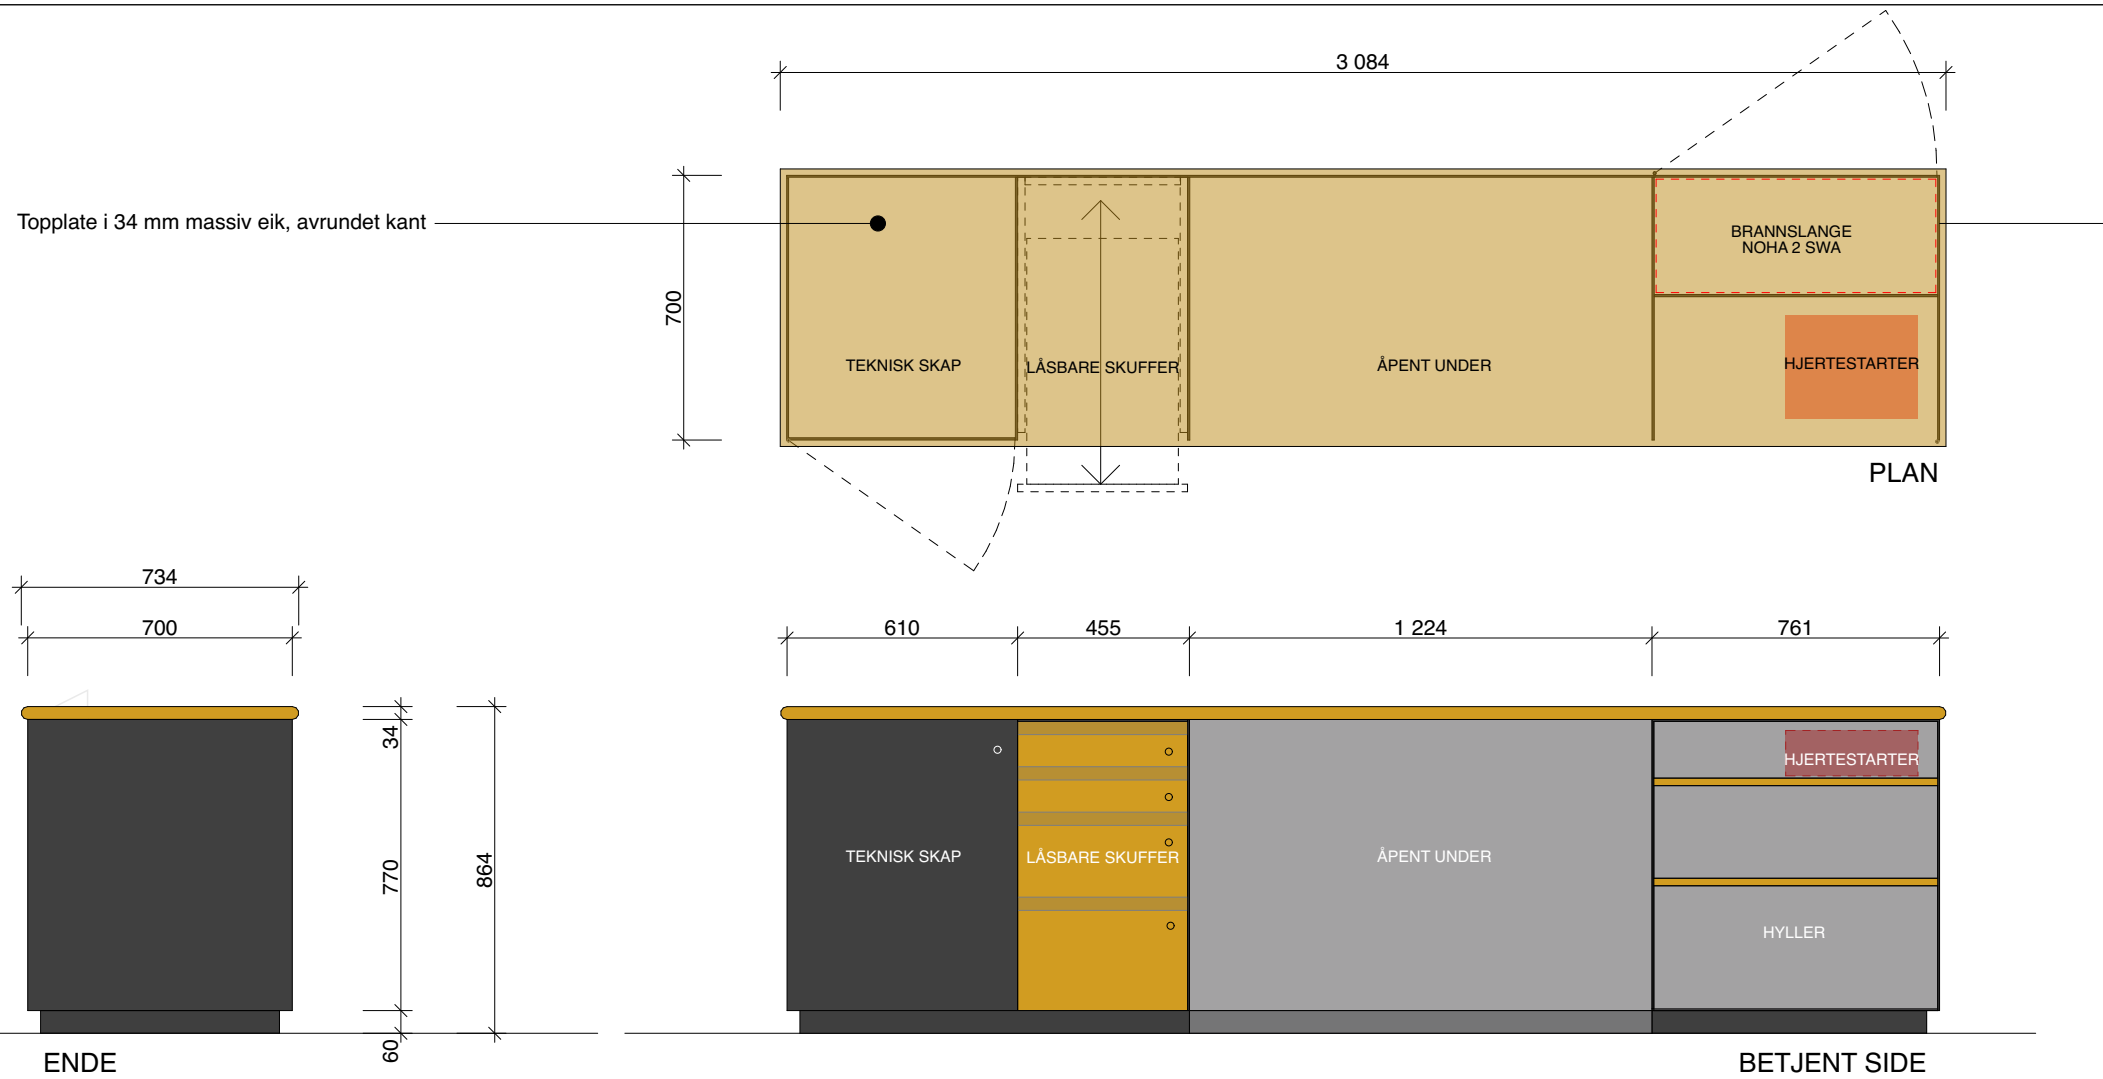 3 084
Topplate i 34 mm massiv eik, avrundet kant
700
BRANNSLANGE
NOHA 2 SWA
TEKNISK SKAP
LÅSBARE SKUFFER
ÅPENT UNDER
HJERTESTARTER
PLAN
734
700
610
455
1 224
761
34
770
864
60
HJERTESTARTER
TEKNISK SKAP
LÅSBARE SKUFFER
ÅPENT UNDER
HYLLER
ENDE
BETJENT SIDE